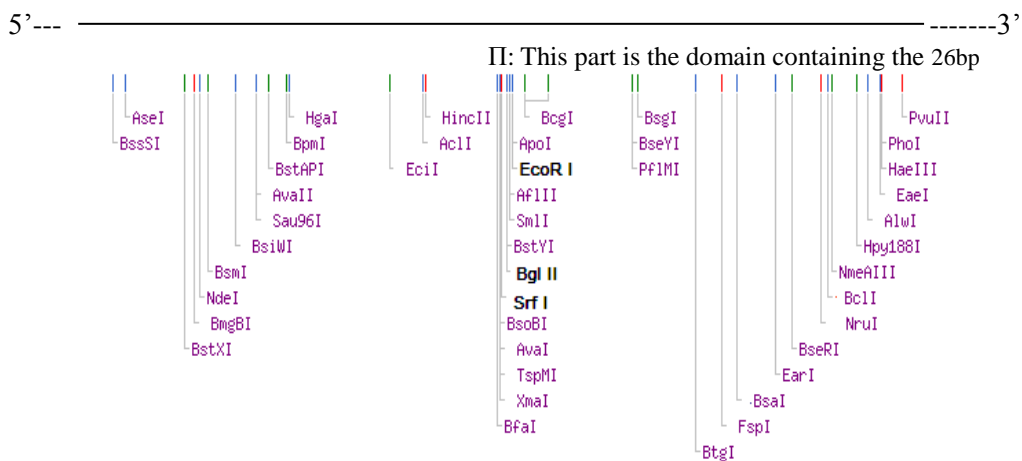 5’--- -------3’
Π: This part is the domain containing the 26bp
AseI HgaI HincII BcgI BsgI PvuII
BssSI BpmI AclI ApoI BseYI PhoI
BstAPI EciI EcoR I PflMI HaeIII
AvaII AflII EaeI
Sau96I SmlI AlwI
BsiWI BstYI Hpy188I
BsmI Bgl II NmeAIII
NdeI Srf I BclI
BmgBI BsoBI NruI
BstXI AvaI BseRI
TspMI EarI
XmaI BsaI
BfaI FspI
BtgI